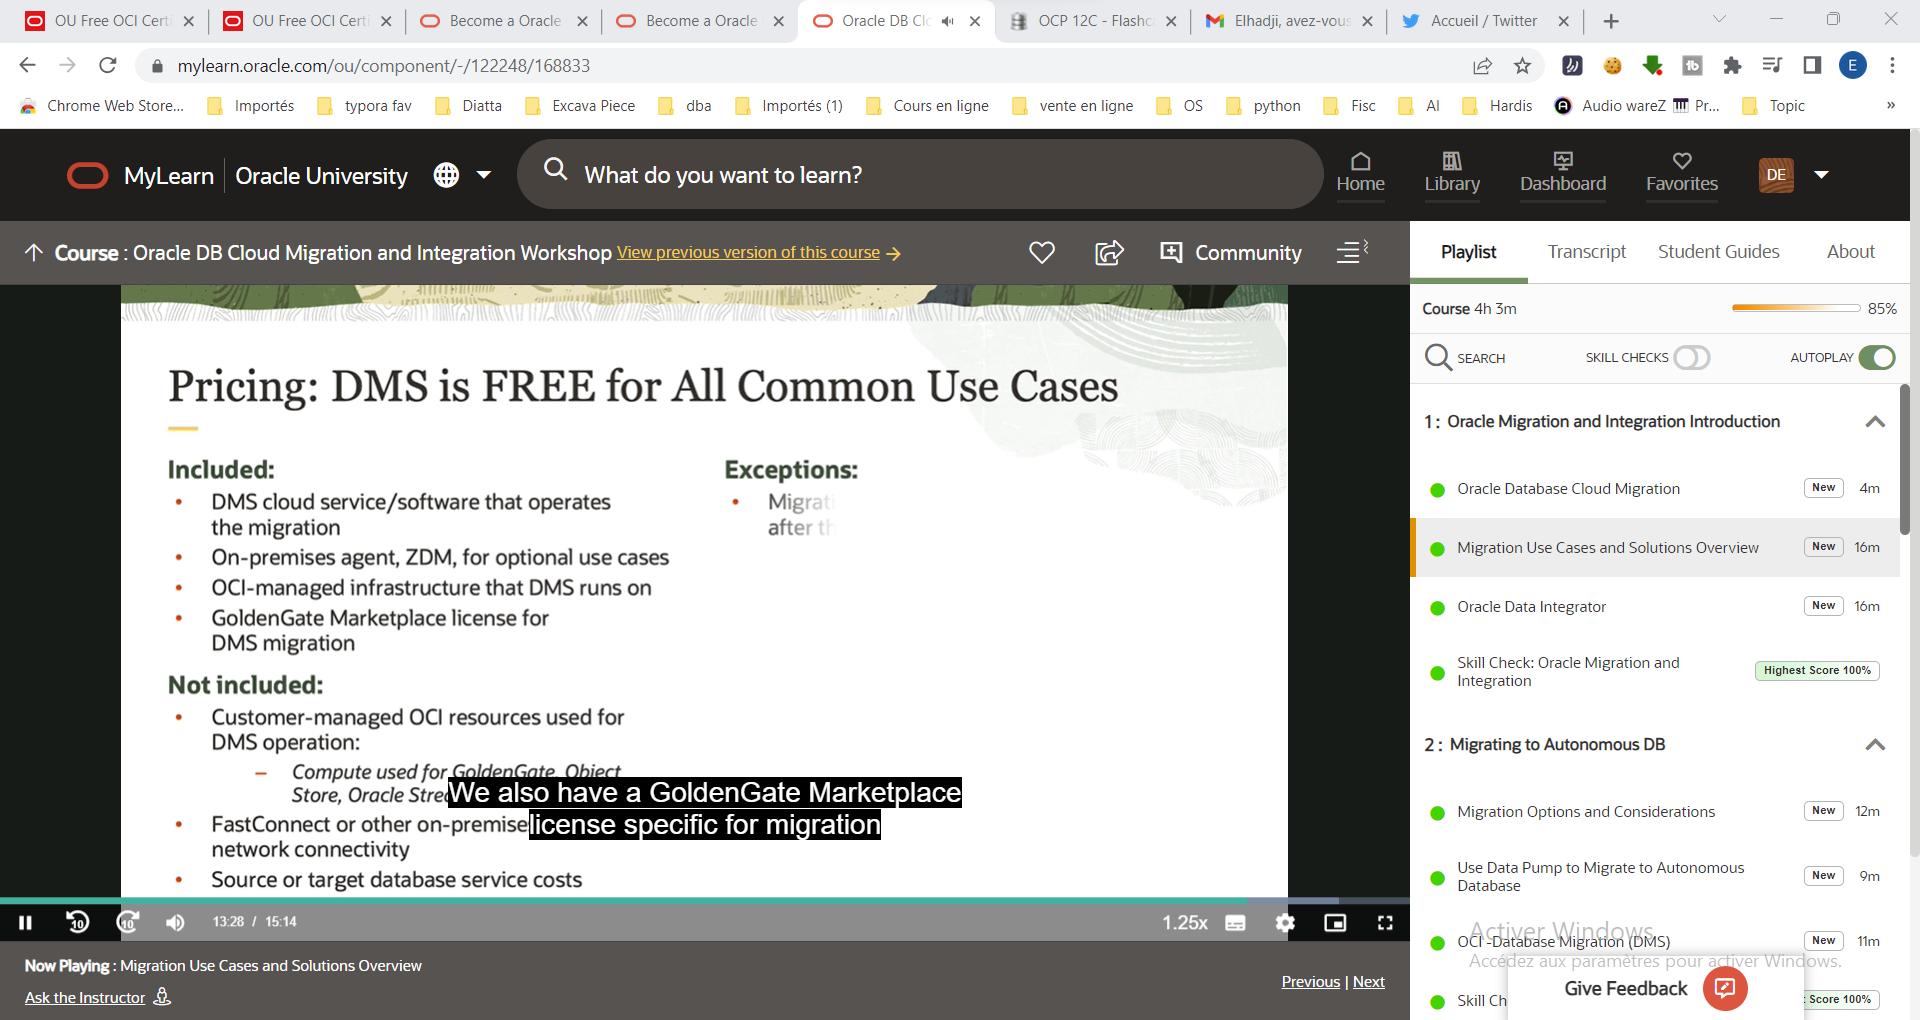 OU Free OCI Certi
OU Free OCI Certi
Become a Oracle
Become a Oracle
Oracle DB Clo
OCP 12C - Flashc
Elhadji, avez-vous
Accueil / Twitter
mylearn.oracle.com/ou/component/-/122248/168833
E
Chrome Web Store...
Importés
typora fav
Diatta
Excava Piece
dba
Importés (1)
Cours en ligne
vente en ligne
OS
python
Fisc
AI
Hardis
Audio wareZ
Pr...
Topic
»
MyLearn
Oracle University
What do you want to learn?
Home
Library
Dashboard
Favorites
DE
Course : Oracle DB Cloud Migration and Integration Workshop View previous version of this course →
Community
Playlist
Transcript
Student Guides
About
Course 4h 3m
85%
SEARCH
SKILL CHECKS
AUTOPLAY
Pricing: DMS is FREE for All Common Use Cases
Included:
• DMS cloud service/software that operates
the migration
• On-premises agent, ZDM, for optional use cases
• OCI-managed infrastructure that DMS runs on
• GoldenGate Marketplace license for
DMS migration
Not included:
• Customer-managed OCI resources used for
DMS operation:
– Compute used for GoldenGate, Object
Store, Oracle Stre
• FastConnect or other on-premise
network connectivity
• Source or target database service costs
Exceptions:
• Migrati
after th
We also have a GoldenGate Marketplace
license specific for migration
10
10
13:28 / 15:14
1.25x
Now Playing : Migration Use Cases and Solutions Overview
Ask the Instructor
Previous | Next
1 : Oracle Migration and Integration Introduction
Oracle Database Cloud Migration
New
4m
Migration Use Cases and Solutions Overview
New
16m
Oracle Data Integrator
New
16m
Skill Check: Oracle Migration and
Integration
Highest Score 100%
2 : Migrating to Autonomous DB
Migration Options and Considerations
New
12m
Use Data Pump to Migrate to Autonomous
Database
New
9m
OCI -Database Migration (DMS)
New
11m
Activer Windows
Accédez aux paramètres pour activer Windows.
Skill Ch
Score 100%
Give Feedback